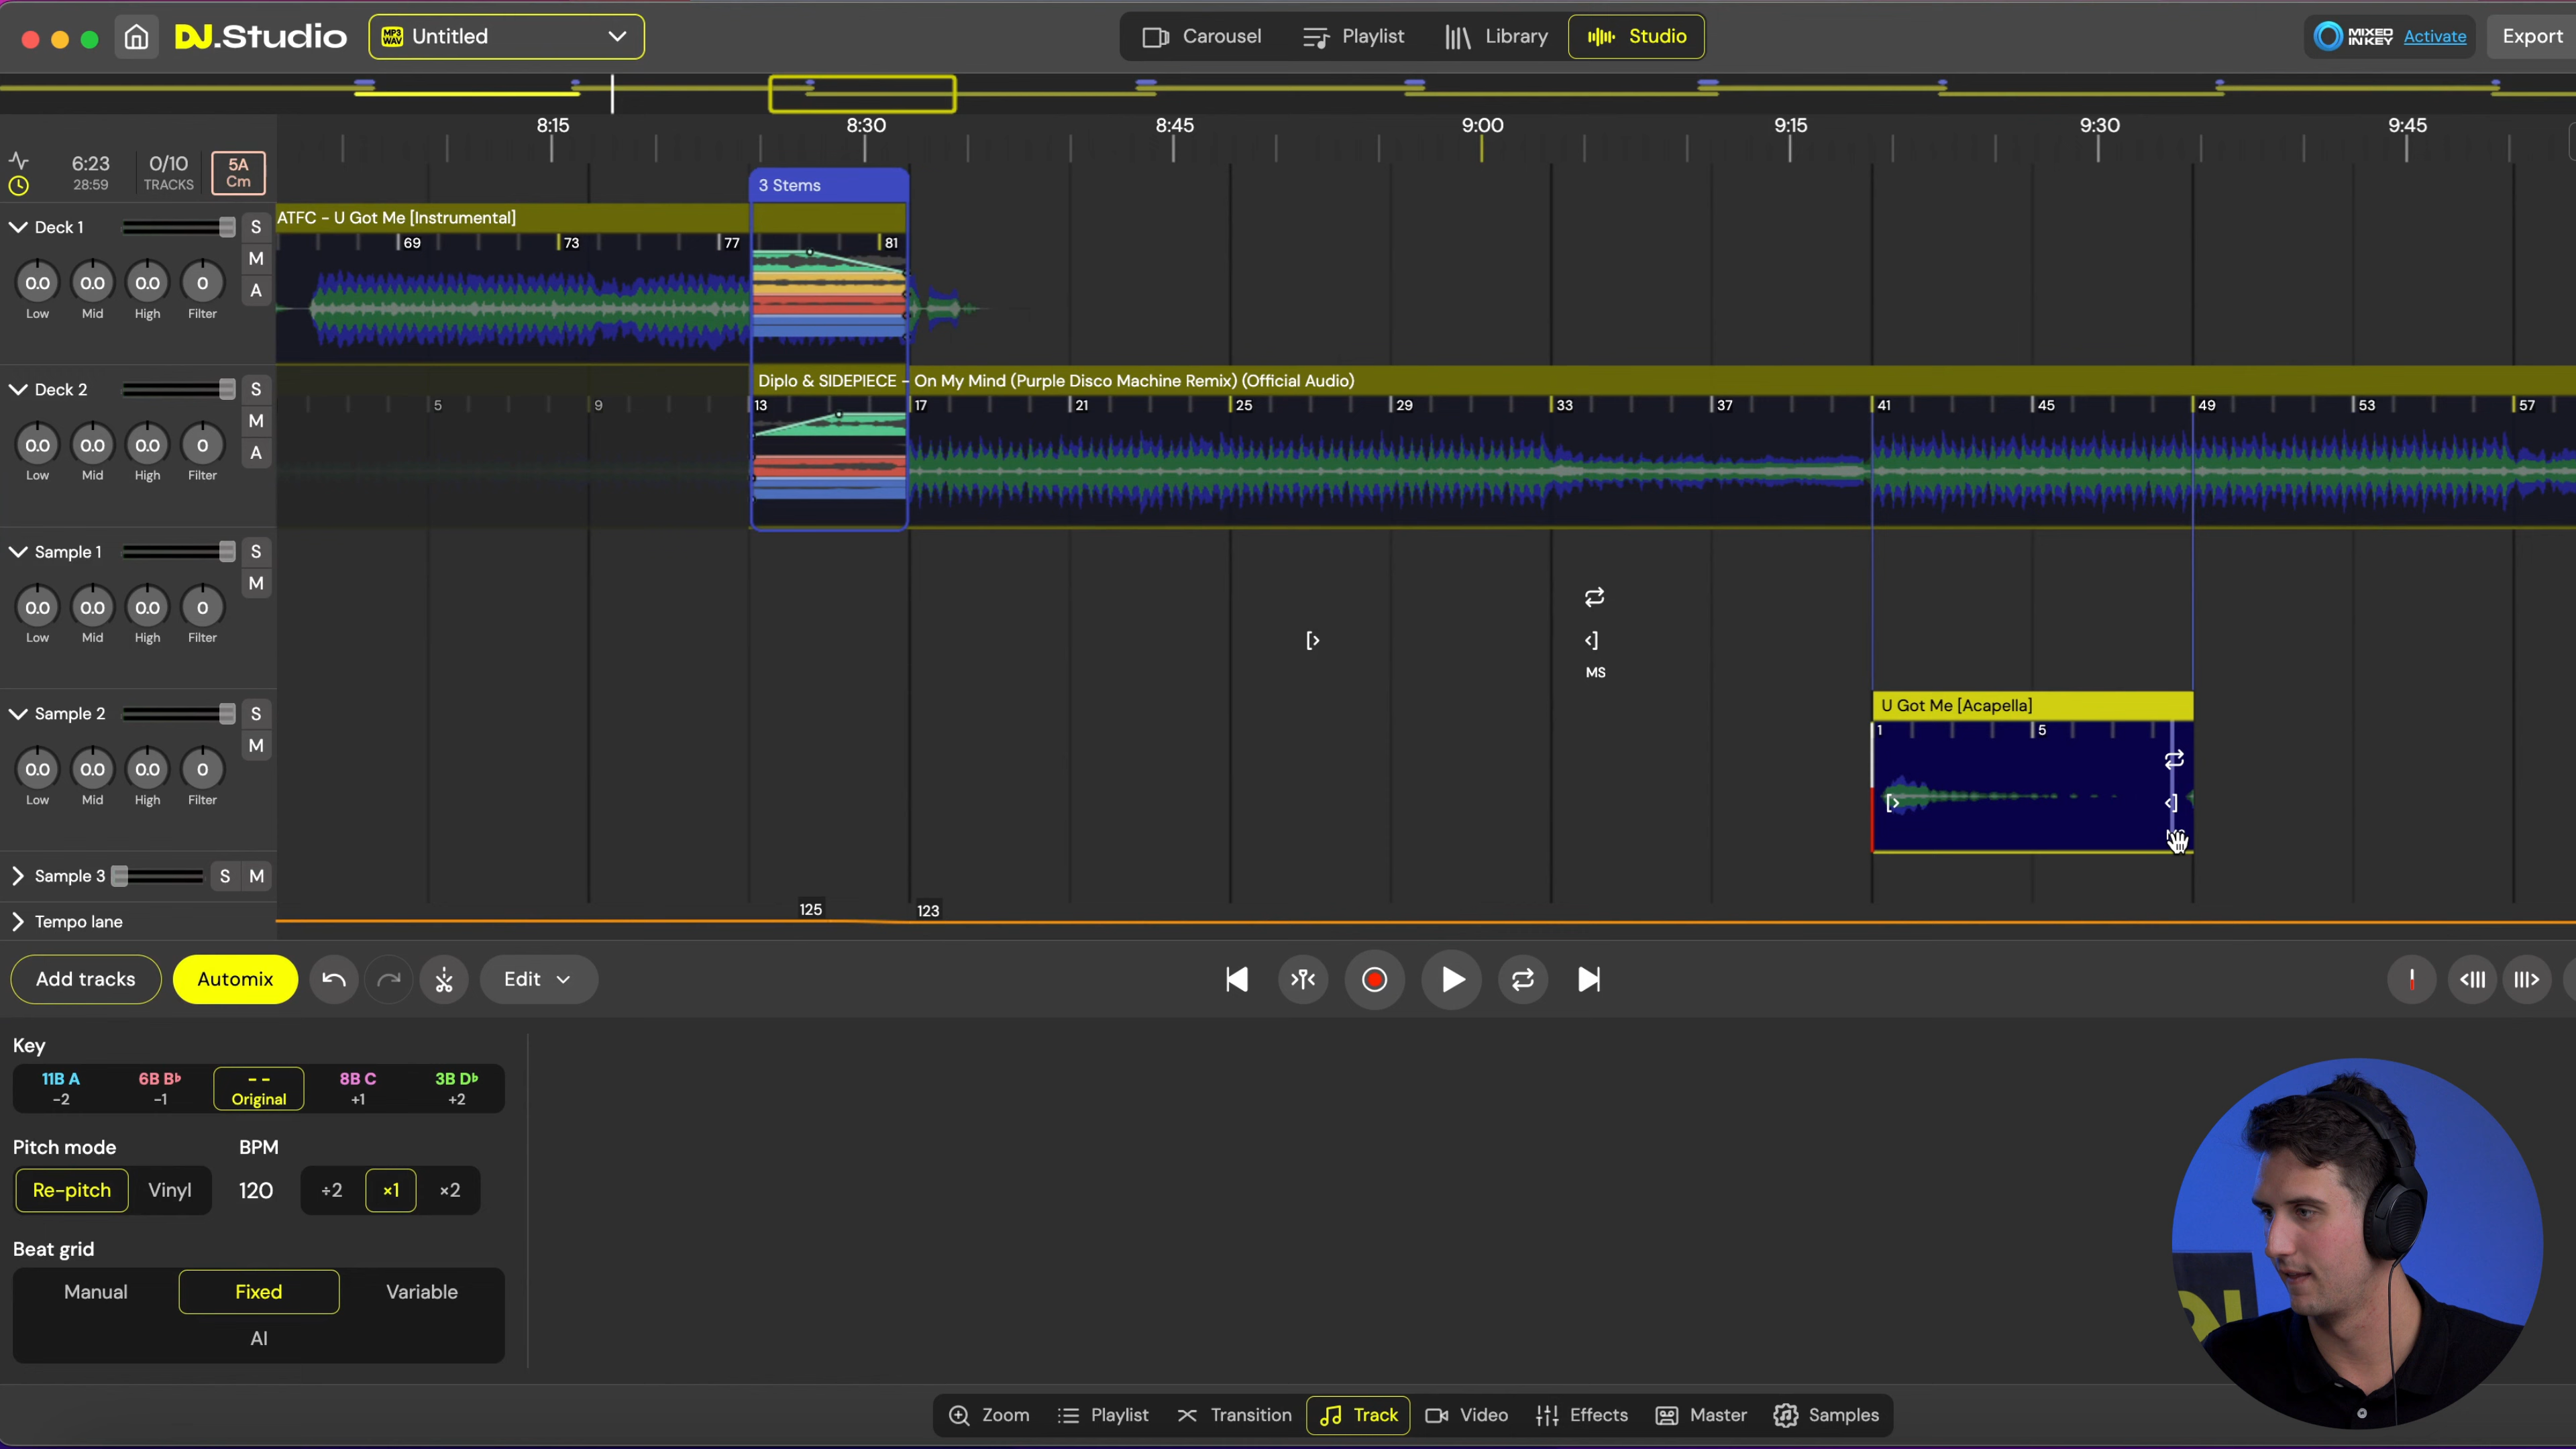 DJ.Studio
MP3 WAV Untitled
Carousel
Playlist
Library
Studio
MIXED IN KEY Activate
Export
8:15 8:30 8:45 9:00 9:15 9:30 9:45
6:23
28:59
0/10
TRACKS
5A
Cm
3 Stems
Deck 1
S
M
A
0.0 0.0 0.0 0
Low Mid High Filter
ATFC - U Got Me [Instrumental]
69 73 77 81
Deck 2
S
M
A
0.0 0.0 0.0 0
Low Mid High Filter
Diplo & SIDEPIECE - On My Mind (Purple Disco Machine Remix) (Official Audio)
5 9 13 17 21 25 29 33 37 41 45 49 53 57
Sample 1
S
M
0.0 0.0 0.0 0
Low Mid High Filter
MS
Sample 2
S
M
0.0 0.0 0.0 0
Low Mid High Filter
U Got Me [Acapella]
1 5
Sample 3
S M
Tempo lane
125 123
Add tracks
Automix
Edit
Key
11B A 6B B♭ -- 8B C 3B D♭
-2 -1 Original +1 +2
Pitch mode BPM
Re-pitch Vinyl 120 ÷2 ×1 ×2
Beat grid
Manual Fixed Variable
AI
Zoom
Playlist
Transition
Track
Video
Effects
Master
Samples